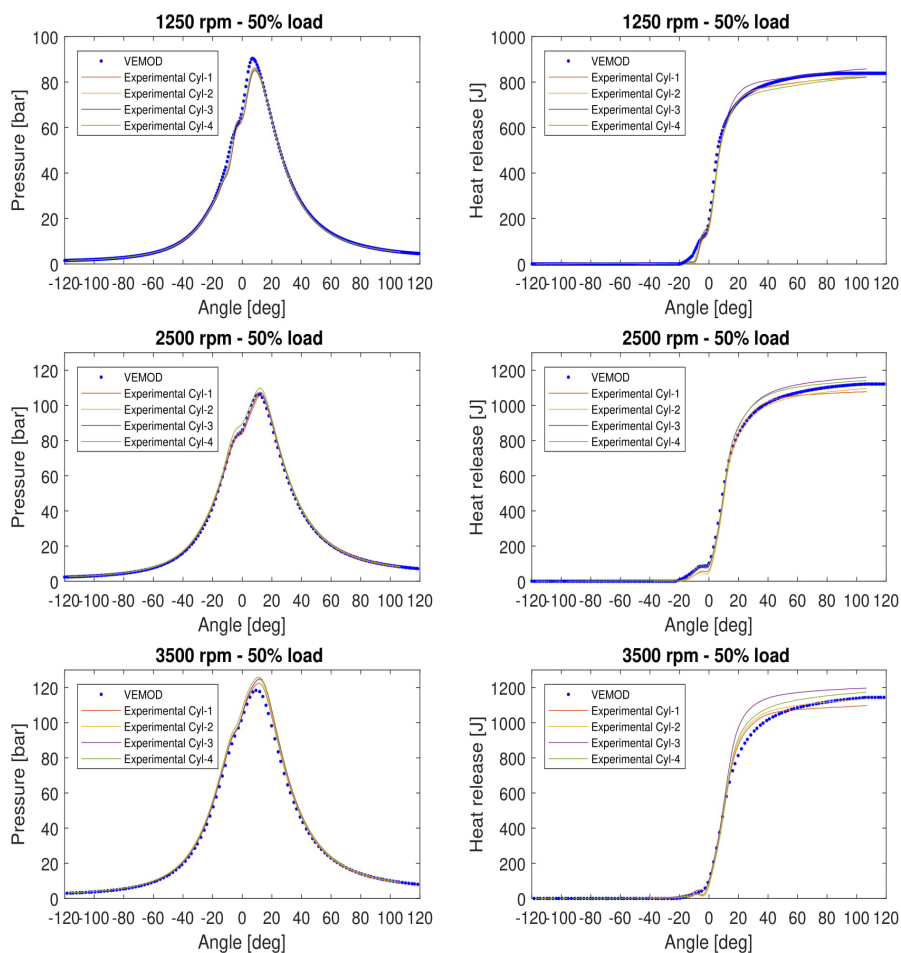 1250 rpm - 50% load
100
80
60
40
20
0
Pressure [bar]
VEMOD
Experimental Cyl-1
Experimental Cyl-2
Experimental Cyl-3
Experimental Cyl-4
-120-100 -80 -60 -40 -20 0 20 40 60 80 100 120
Angle [deg]
1250 rpm - 50% load
1000
800
600
400
200
0
Heat release [J]
VEMOD
Experimental Cyl-1
Experimental Cyl-2
Experimental Cyl-3
Experimental Cyl-4
-120-100 -80 -60 -40 -20 0 20 40 60 80 100 120
Angle [deg]
2500 rpm - 50% load
120
100
80
60
40
20
0
Pressure [bar]
VEMOD
Experimental Cyl-1
Experimental Cyl-2
Experimental Cyl-3
Experimental Cyl-4
-120-100 -80 -60 -40 -20 0 20 40 60 80 100 120
Angle [deg]
2500 rpm - 50% load
1200
1000
800
600
400
200
0
Heat release [J]
VEMOD
Experimental Cyl-1
Experimental Cyl-2
Experimental Cyl-3
Experimental Cyl-4
-120-100 -80 -60 -40 -20 0 20 40 60 80 100 120
Angle [deg]
3500 rpm - 50% load
120
100
80
60
40
20
0
Pressure [bar]
VEMOD
Experimental Cyl-1
Experimental Cyl-2
Experimental Cyl-3
Experimental Cyl-4
-120-100 -80 -60 -40 -20 0 20 40 60 80 100 120
Angle [deg]
3500 rpm - 50% load
1200
1000
800
600
400
200
0
Heat release [J]
VEMOD
Experimental Cyl-1
Experimental Cyl-2
Experimental Cyl-3
Experimental Cyl-4
-120-100 -80 -60 -40 -20 0 20 40 60 80 100 120
Angle [deg]